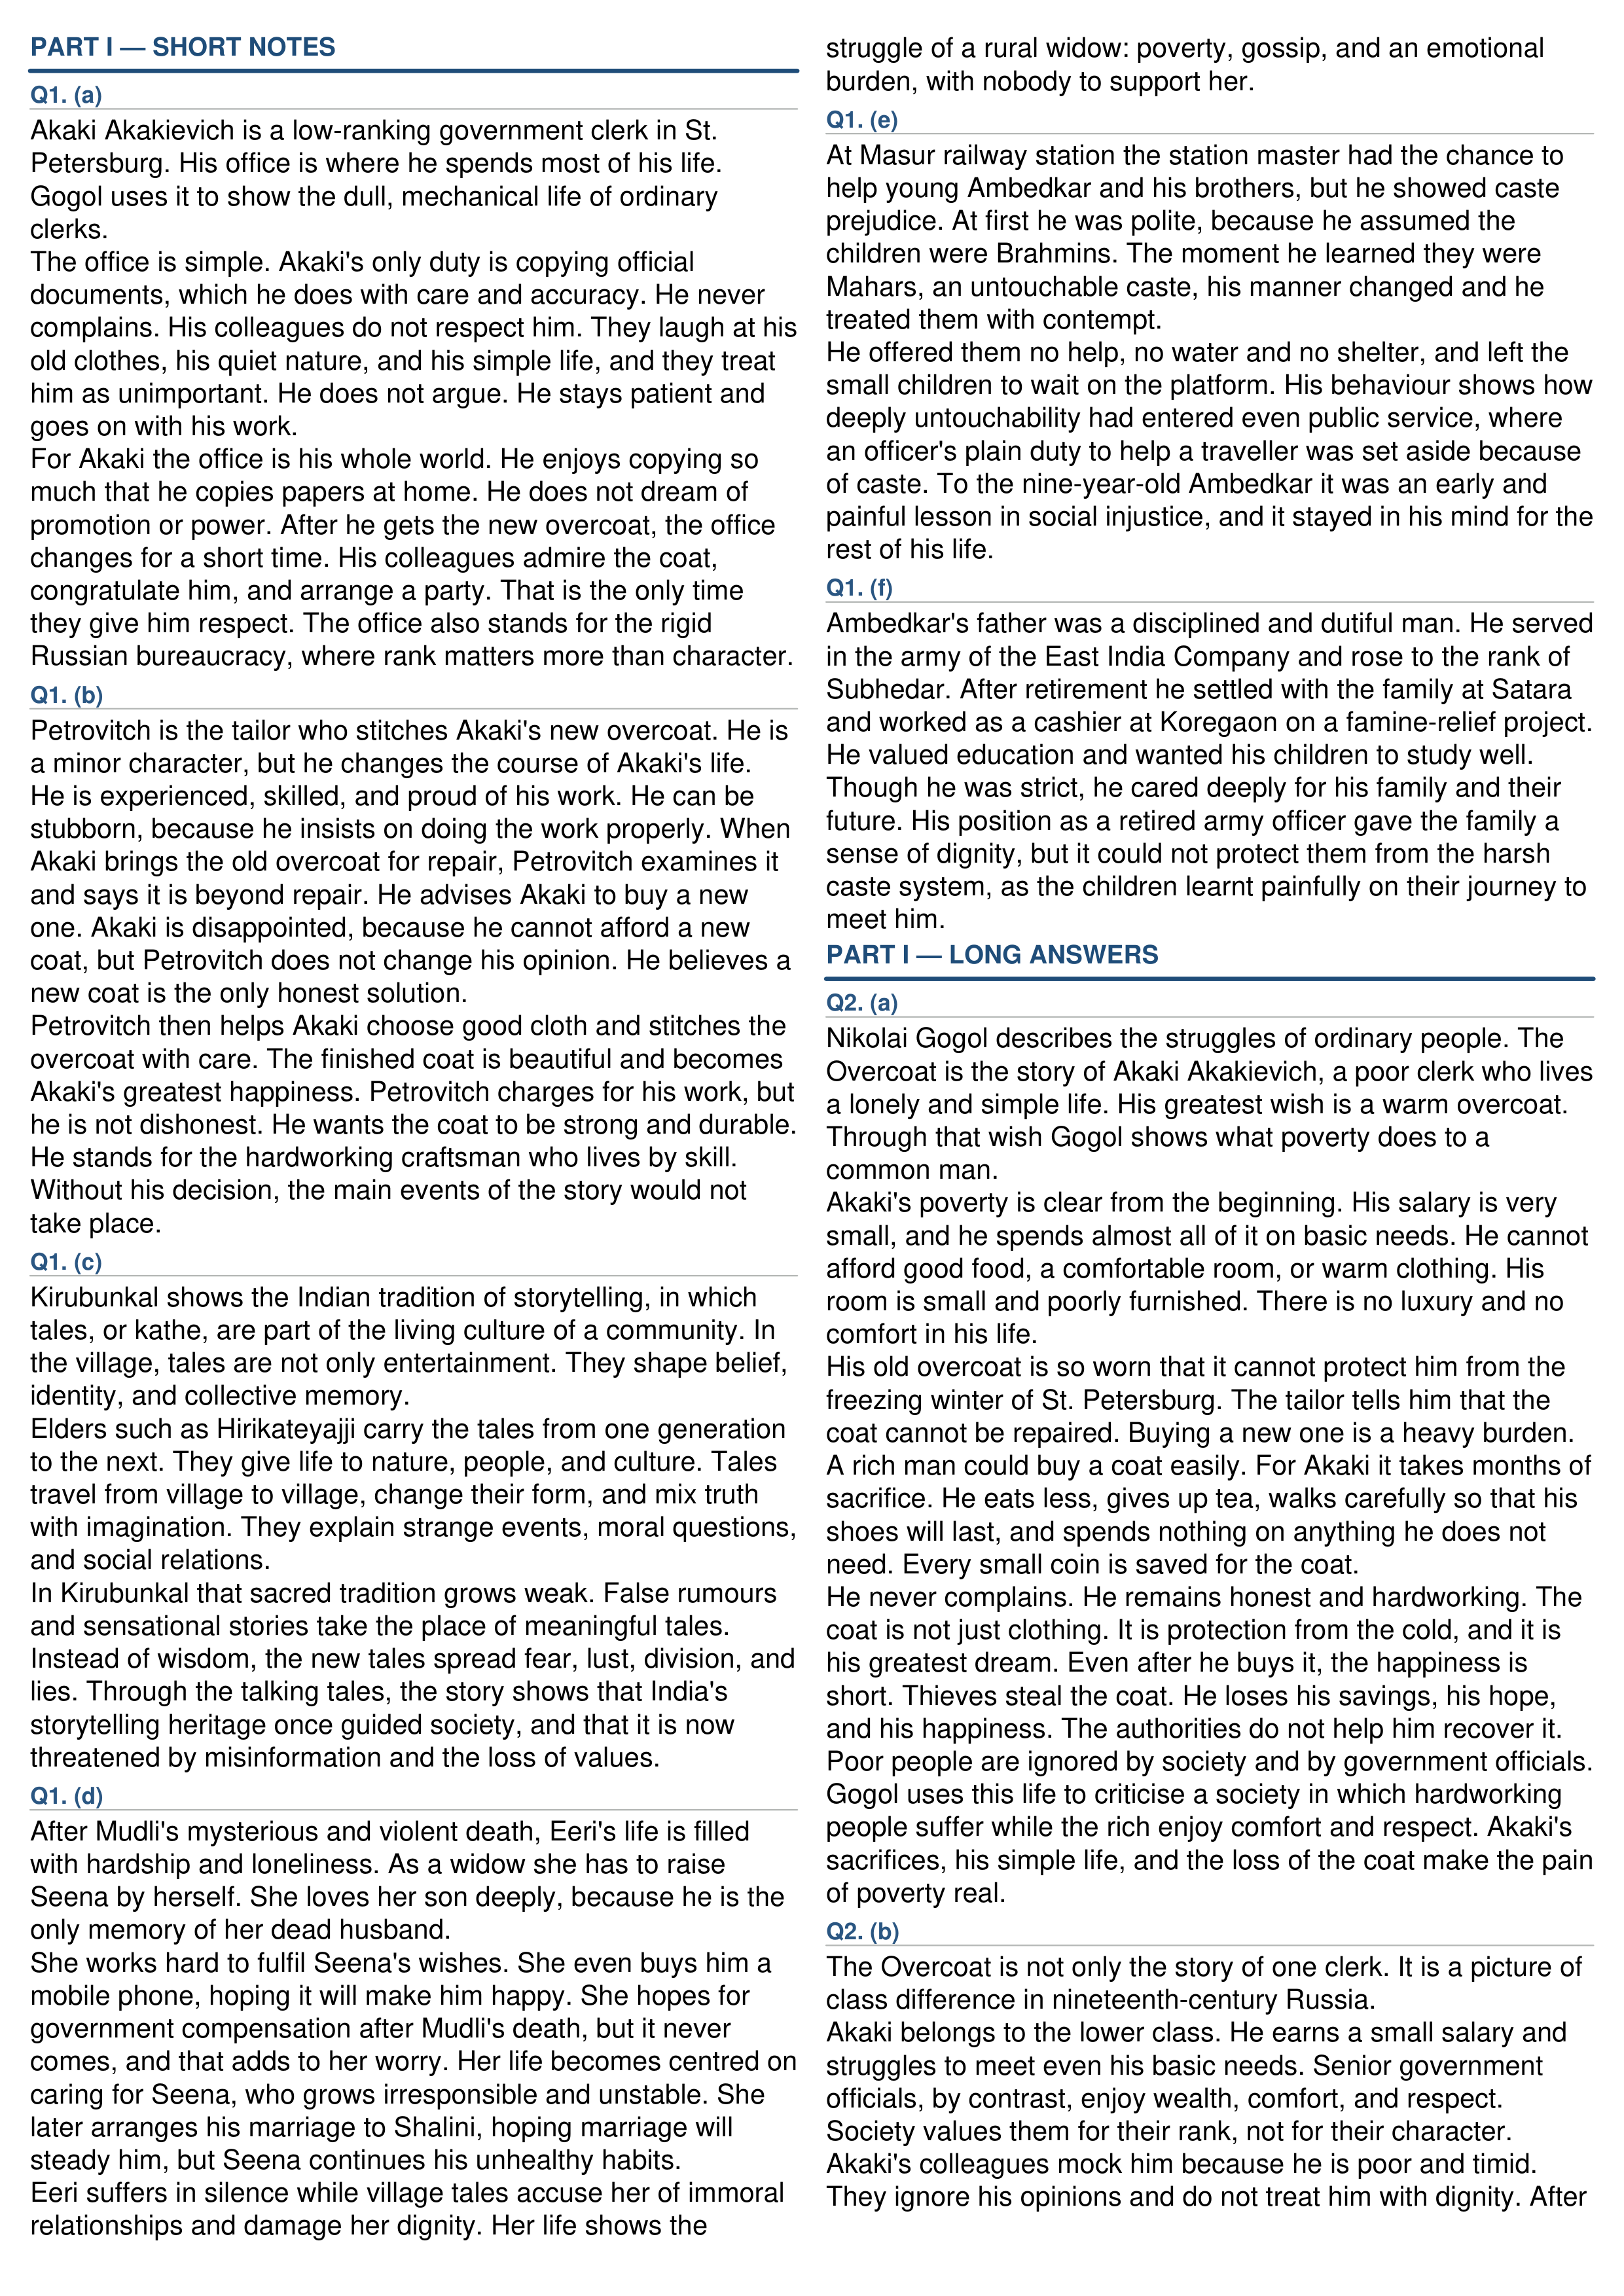 PART I — SHORT NOTES
Q1. (a)
Akaki Akakievich is a low-ranking government clerk in St.
Petersburg. His office is where he spends most of his life.
Gogol uses it to show the dull, mechanical life of ordinary
clerks.
The office is simple. Akaki's only duty is copying official
documents, which he does with care and accuracy. He never
complains. His colleagues do not respect him. They laugh at his
old clothes, his quiet nature, and his simple life, and they treat
him as unimportant. He does not argue. He stays patient and
goes on with his work.
For Akaki the office is his whole world. He enjoys copying so
much that he copies papers at home. He does not dream of
promotion or power. After he gets the new overcoat, the office
changes for a short time. His colleagues admire the coat,
congratulate him, and arrange a party. That is the only time
they give him respect. The office also stands for the rigid
Russian bureaucracy, where rank matters more than character.
Q1. (b)
Petrovitch is the tailor who stitches Akaki's new overcoat. He is
a minor character, but he changes the course of Akaki's life.
He is experienced, skilled, and proud of his work. He can be
stubborn, because he insists on doing the work properly. When
Akaki brings the old overcoat for repair, Petrovitch examines it
and says it is beyond repair. He advises Akaki to buy a new
one. Akaki is disappointed, because he cannot afford a new
coat, but Petrovitch does not change his opinion. He believes a
new coat is the only honest solution.
Petrovitch then helps Akaki choose good cloth and stitches the
overcoat with care. The finished coat is beautiful and becomes
Akaki's greatest happiness. Petrovitch charges for his work, but
he is not dishonest. He wants the coat to be strong and durable.
He stands for the hardworking craftsman who lives by skill.
Without his decision, the main events of the story would not
take place.
Q1. (c)
Kirubunkal shows the Indian tradition of storytelling, in which
tales, or kathe, are part of the living culture of a community. In
the village, tales are not only entertainment. They shape belief,
identity, and collective memory.
Elders such as Hirikateyajji carry the tales from one generation
to the next. They give life to nature, people, and culture. Tales
travel from village to village, change their form, and mix truth
with imagination. They explain strange events, moral questions,
and social relations.
In Kirubunkal that sacred tradition grows weak. False rumours
and sensational stories take the place of meaningful tales.
Instead of wisdom, the new tales spread fear, lust, division, and
lies. Through the talking tales, the story shows that India's
storytelling heritage once guided society, and that it is now
threatened by misinformation and the loss of values.
Q1. (d)
After Mudli's mysterious and violent death, Eeri's life is filled
with hardship and loneliness. As a widow she has to raise
Seena by herself. She loves her son deeply, because he is the
only memory of her dead husband.
She works hard to fulfil Seena's wishes. She even buys him a
mobile phone, hoping it will make him happy. She hopes for
government compensation after Mudli's death, but it never
comes, and that adds to her worry. Her life becomes centred on
caring for Seena, who grows irresponsible and unstable. She
later arranges his marriage to Shalini, hoping marriage will
steady him, but Seena continues his unhealthy habits.
Eeri suffers in silence while village tales accuse her of immoral
relationships and damage her dignity. Her life shows the
struggle of a rural widow: poverty, gossip, and an emotional
burden, with nobody to support her.
Q1. (e)
At Masur railway station the station master had the chance to
help young Ambedkar and his brothers, but he showed caste
prejudice. At first he was polite, because he assumed the
children were Brahmins. The moment he learned they were
Mahars, an untouchable caste, his manner changed and he
treated them with contempt.
He offered them no help, no water and no shelter, and left the
small children to wait on the platform. His behaviour shows how
deeply untouchability had entered even public service, where
an officer's plain duty to help a traveller was set aside because
of caste. To the nine-year-old Ambedkar it was an early and
painful lesson in social injustice, and it stayed in his mind for the
rest of his life.
Q1. (f)
Ambedkar's father was a disciplined and dutiful man. He served
in the army of the East India Company and rose to the rank of
Subhedar. After retirement he settled with the family at Satara
and worked as a cashier at Koregaon on a famine-relief project.
He valued education and wanted his children to study well.
Though he was strict, he cared deeply for his family and their
future. His position as a retired army officer gave the family a
sense of dignity, but it could not protect them from the harsh
caste system, as the children learnt painfully on their journey to
meet him.
PART I — LONG ANSWERS
Q2. (a)
Nikolai Gogol describes the struggles of ordinary people. The
Overcoat is the story of Akaki Akakievich, a poor clerk who lives
a lonely and simple life. His greatest wish is a warm overcoat.
Through that wish Gogol shows what poverty does to a
common man.
Akaki's poverty is clear from the beginning. His salary is very
small, and he spends almost all of it on basic needs. He cannot
afford good food, a comfortable room, or warm clothing. His
room is small and poorly furnished. There is no luxury and no
comfort in his life.
His old overcoat is so worn that it cannot protect him from the
freezing winter of St. Petersburg. The tailor tells him that the
coat cannot be repaired. Buying a new one is a heavy burden.
A rich man could buy a coat easily. For Akaki it takes months of
sacrifice. He eats less, gives up tea, walks carefully so that his
shoes will last, and spends nothing on anything he does not
need. Every small coin is saved for the coat.
He never complains. He remains honest and hardworking. The
coat is not just clothing. It is protection from the cold, and it is
his greatest dream. Even after he buys it, the happiness is
short. Thieves steal the coat. He loses his savings, his hope,
and his happiness. The authorities do not help him recover it.
Poor people are ignored by society and by government officials.
Gogol uses this life to criticise a society in which hardworking
people suffer while the rich enjoy comfort and respect. Akaki's
sacrifices, his simple life, and the loss of the coat make the pain
of poverty real.
Q2. (b)
The Overcoat is not only the story of one clerk. It is a picture of
class difference in nineteenth-century Russia.
Akaki belongs to the lower class. He earns a small salary and
struggles to meet even his basic needs. Senior government
officials, by contrast, enjoy wealth, comfort, and respect.
Society values them for their rank, not for their character.
Akaki's colleagues mock him because he is poor and timid.
They ignore his opinions and do not treat him with dignity. After